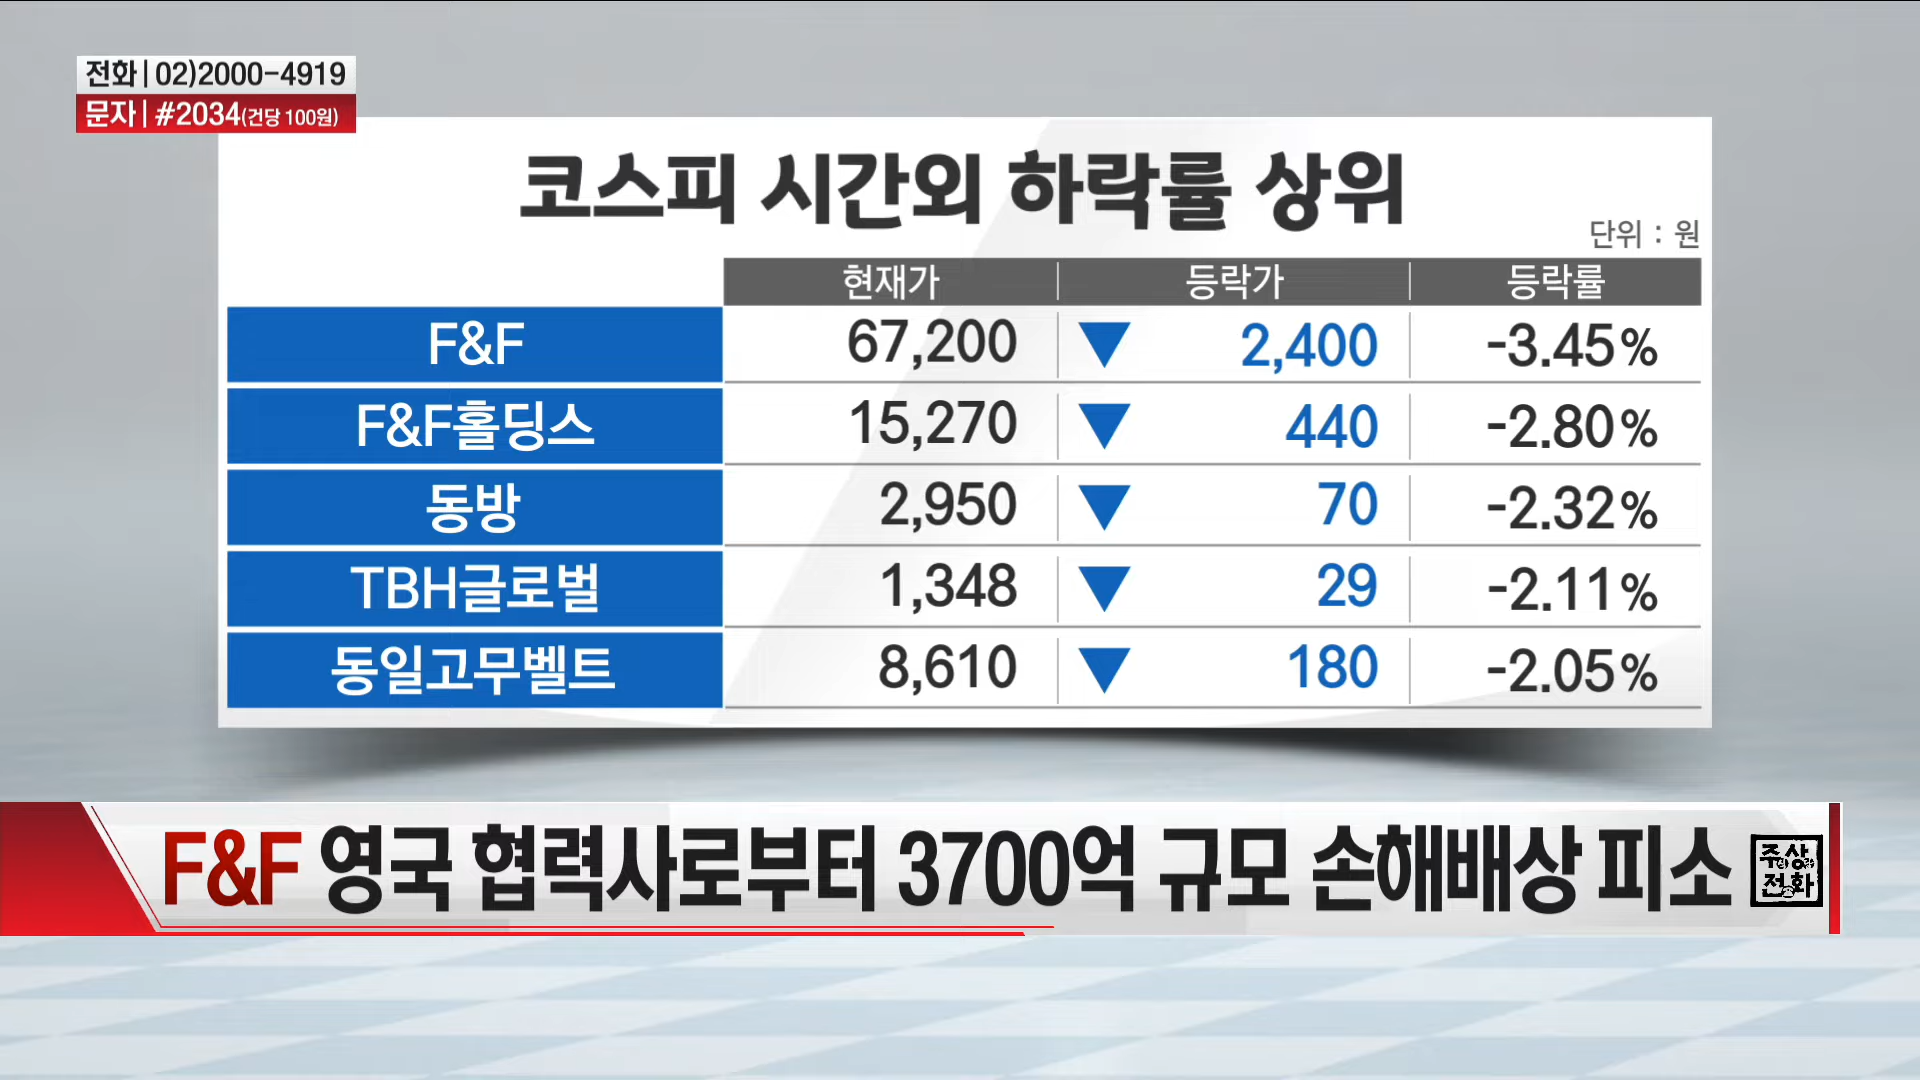 전화 | 02)2000-4919
문자 | #2034(건당 100원)
코스피 시간외 하락률 상위
단위 : 원
현재가 등락가 등락률
F&F 67,200 ▼ 2,400 -3.45%
F&F홀딩스 15,270 ▼ 440 -2.80%
동방 2,950 ▼ 70 -2.32%
TBH글로벌 1,348 ▼ 29 -2.11%
동일고무벨트 8,610 ▼ 180 -2.05%
F&F 영국 협력사로부터 3700억 규모 손해배상 피소
주상
전화